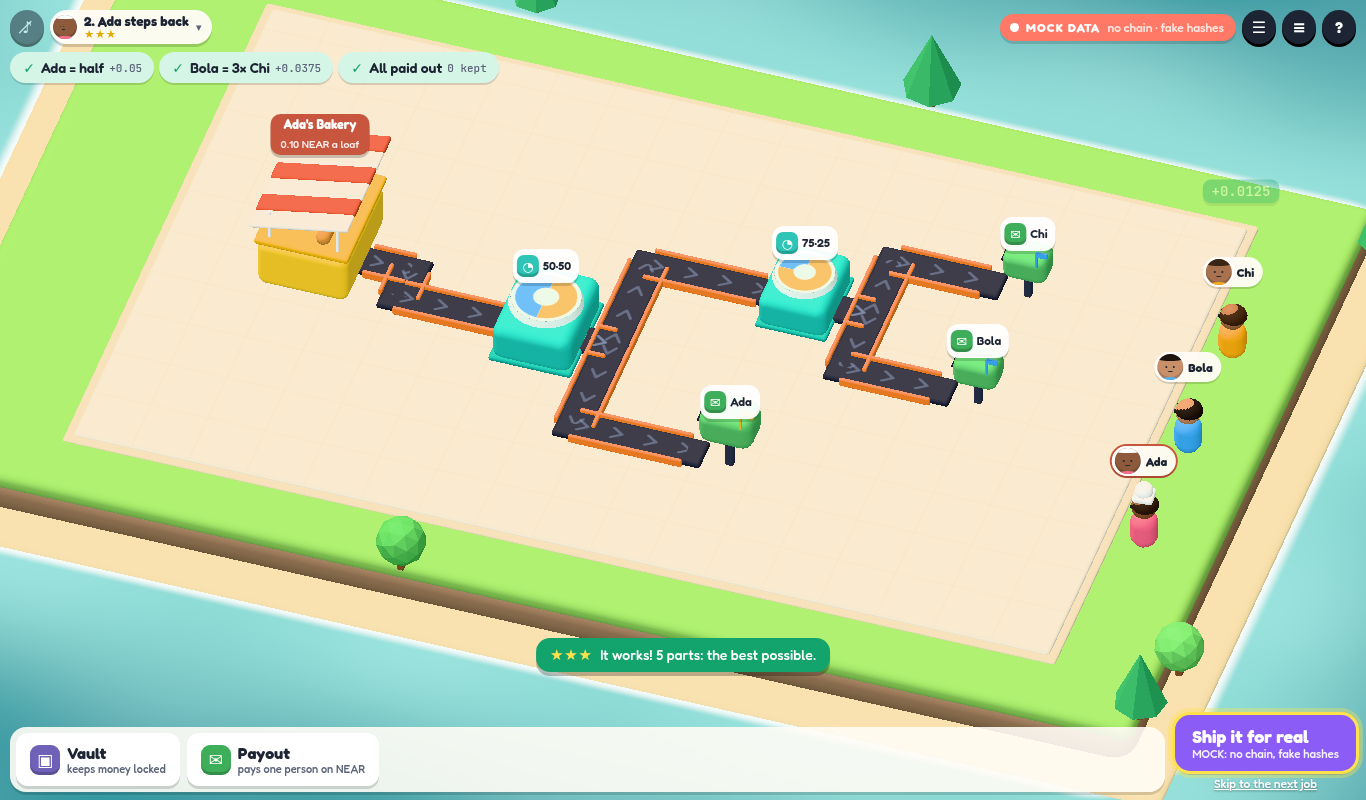 2. Ada steps back
★★★
MOCK DATA no chain · fake hashes
?
✓ Ada = half +0.05
✓ Bola = 3x Chi +0.0375
✓ All paid out 0 kept
Ada's Bakery
0.10 NEAR a loaf
+0.0125
50·50
75·25
Chi
Chi
Bola
Bola
Ada
Ada
★★★ It works! 5 parts: the best possible.
Vault
keeps money locked
Payout
pays one person on NEAR
Ship it for real
MOCK: no chain, fake hashes
Skip to the next job